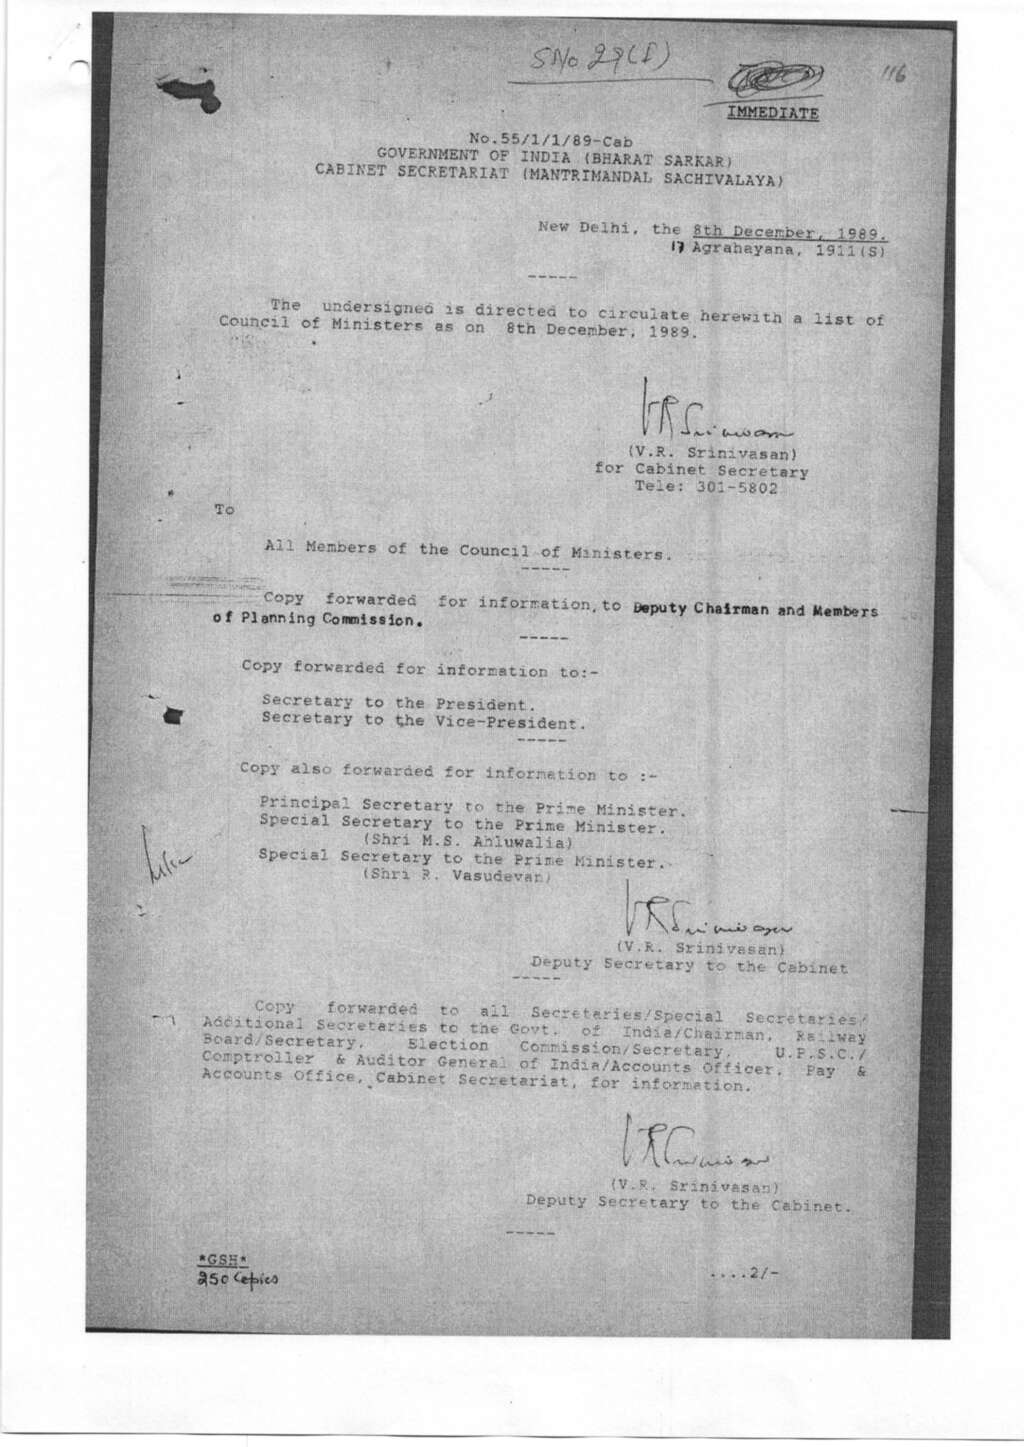 SNo 29(I)
116
IMMEDIATE
No.55/1/1/89-Cab
GOVERNMENT OF INDIA (BHARAT SARKAR)
CABINET SECRETARIAT (MANTRIMANDAL SACHIVALAYA)
New Delhi, the 8th December, 1989.
17 Agrahayana, 1911(S)
-----
The undersigned is directed to circulate herewith a list of
Council of Ministers as on 8th December, 1989.
VRSrinivasan
(V.R. Srinivasan)
for Cabinet Secretary
Tele: 301-5802
To
All Members of the Council of Ministers.
-----
Copy forwarded for information, to Deputy Chairman and Members
of Planning Commission.
-----
Copy forwarded for information to:-
Secretary to the President.
Secretary to the Vice-President.
-----
Copy also forwarded for information to :-
Principal Secretary to the Prime Minister.
Special Secretary to the Prime Minister.
(Shri M.S. Ahluwalia)
Special Secretary to the Prime Minister.
(Shri R. Vasudevan)
VRSrinivasan
(V.R. Srinivasan)
Deputy Secretary to the Cabinet
-----
Copy forwarded to all Secretaries/Special Secretaries/
Additional Secretaries to the Govt. of India/Chairman, Railway
Board/Secretary, Election Commission/Secretary, U.P.S.C./
Comptroller & Auditor General of India/Accounts Officer, Pay &
Accounts Office, Cabinet Secretariat, for information.
VRSrinivasan
(V.R. Srinivasan)
Deputy Secretary to the Cabinet.
-----
*GSH*
250 Copies
....2/-